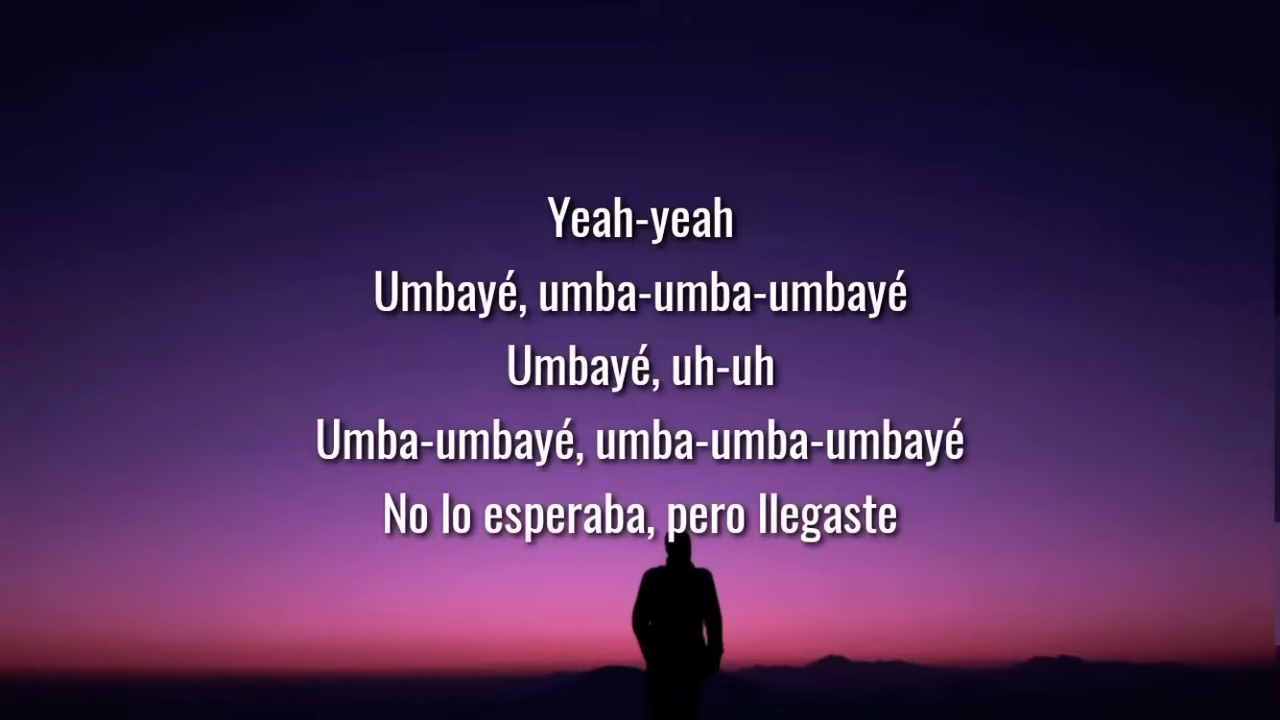 Yeah-yeah
Umbayé, umba-umba-umbayé
Umbayé, uh-uh
Umba-umbayé, umba-umba-umbayé
No lo esperaba, pero llegaste